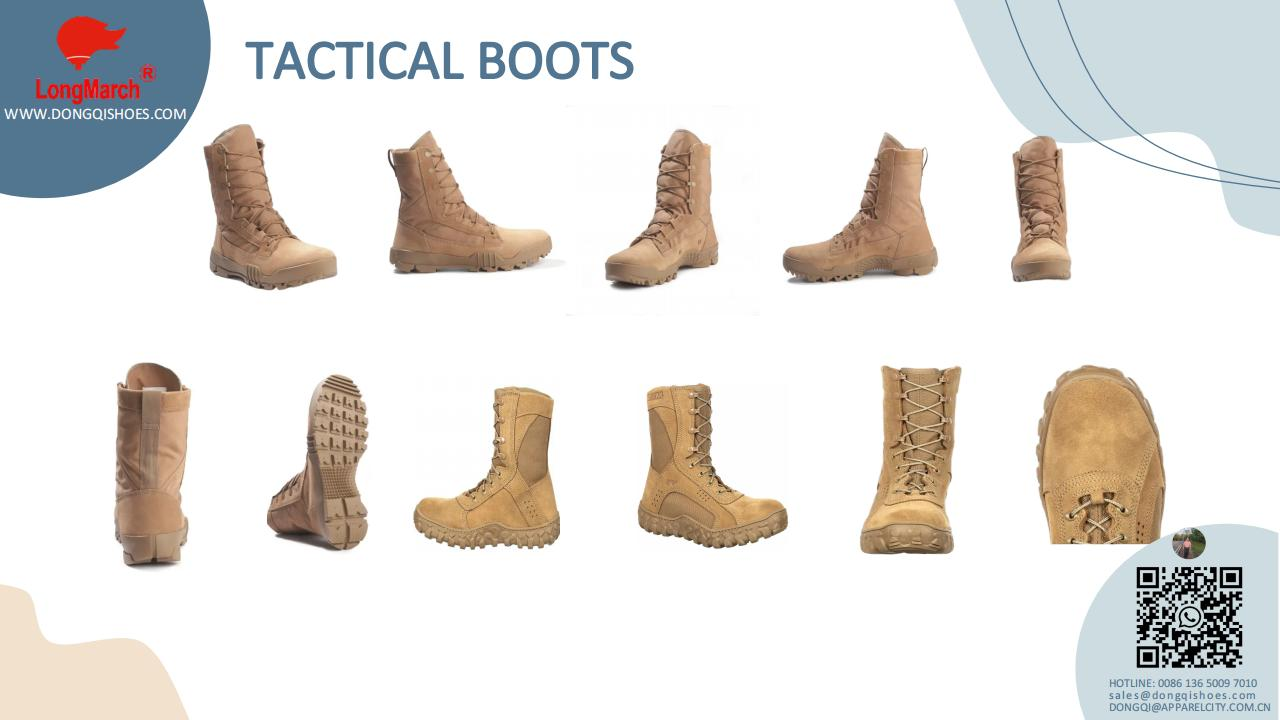 TACTICAL BOOTS
LongMarch®
WWW.DONGQISHOES.COM
HOTLINE: 0086 136 5009 7010
sales@dongqishoes.com
DONGQI@APPARELCITY.COM.CN